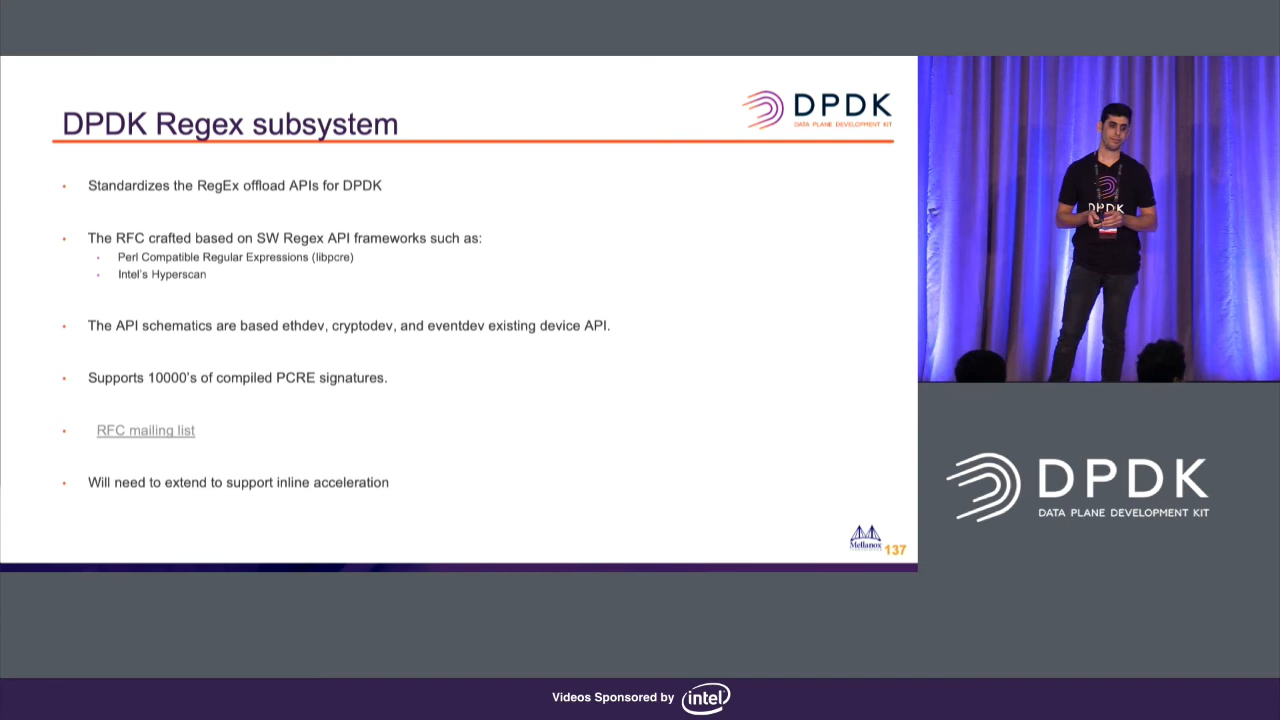 DPDK Regex subsystem
DPDK
DATA PLANE DEVELOPMENT KIT
• Standardizes the RegEx offload APIs for DPDK
• The RFC crafted based on SW Regex API frameworks such as:
• Perl Compatible Regular Expressions (libpcre)
• Intel's Hyperscan
• The API schematics are based ethdev, cryptodev, and eventdev existing device API.
• Supports 10000's of compiled PCRE signatures.
• RFC mailing list
• Will need to extend to support inline acceleration
Mellanox
137
DPDK
DPDK
DATA PLANE DEVELOPMENT KIT
Videos Sponsored by intel